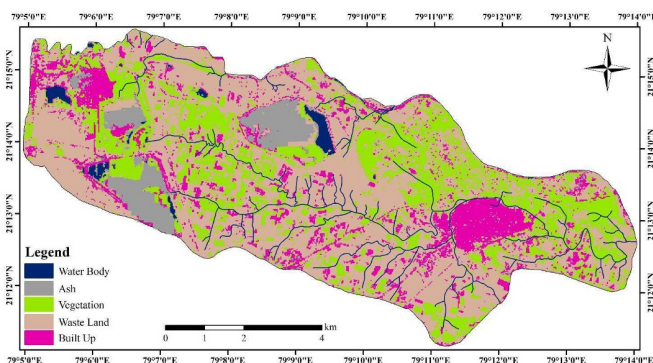 79°5'0"E 79°6'0"E 79°7'0"E 79°8'0"E 79°9'0"E 79°10'0"E 79°11'0"E 79°12'0"E 79°13'0"E 79°14'0"E
N
21°15'0"N 21°15'0"N
21°14'0"N 21°14'0"N
21°13'0"N 21°13'0"N
21°12'0"N 21°12'0"N
Legend
Water Body
Ash
Vegetation
Waste Land
Built Up
km
0 1 2 4
79°5'0"E 79°6'0"E 79°7'0"E 79°8'0"E 79°9'0"E 79°10'0"E 79°11'0"E 79°12'0"E 79°13'0"E 79°14'0"E